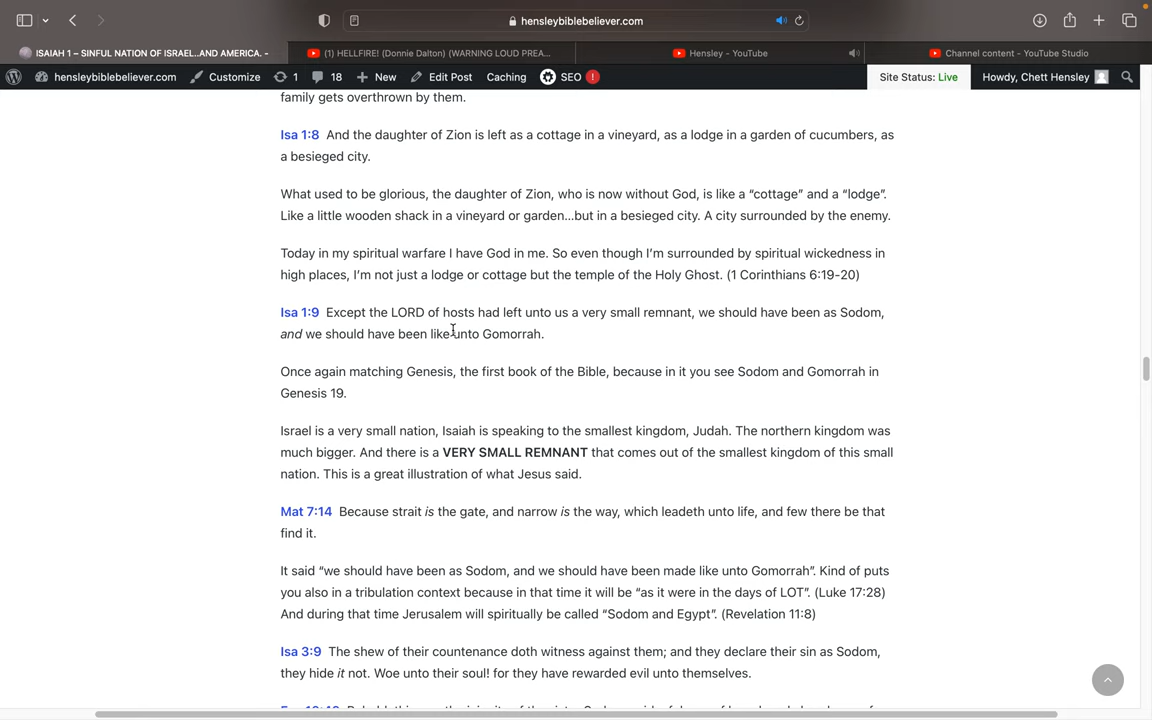 hensleybiblebeliever.com
ISAIAH 1 – SINFUL NATION OF ISRAEL..AND AMERICA. -
(1) HELLFIRE! (Donnie Dalton) (WARNING LOUD PREA...
Hensley - YouTube
Channel content - YouTube Studio
hensleybiblebeliever.com
Customize
1
18
New
Edit Post
Caching
SEO
!
Site Status: Live
Howdy, Chett Hensley
family gets overthrown by them.
Isa 1:8 And the daughter of Zion is left as a cottage in a vineyard, as a lodge in a garden of cucumbers, as
a besieged city.
What used to be glorious, the daughter of Zion, who is now without God, is like a “cottage” and a “lodge”.
Like a little wooden shack in a vineyard or garden…but in a besieged city. A city surrounded by the enemy.
Today in my spiritual warfare I have God in me. So even though I’m surrounded by spiritual wickedness in
high places, I’m not just a lodge or cottage but the temple of the Holy Ghost. (1 Corinthians 6:19-20)
Isa 1:9 Except the LORD of hosts had left unto us a very small remnant, we should have been as Sodom,
and we should have been like unto Gomorrah.
Once again matching Genesis, the first book of the Bible, because in it you see Sodom and Gomorrah in
Genesis 19.
Israel is a very small nation, Isaiah is speaking to the smallest kingdom, Judah. The northern kingdom was
much bigger. And there is a VERY SMALL REMNANT that comes out of the smallest kingdom of this small
nation. This is a great illustration of what Jesus said.
Mat 7:14 Because strait is the gate, and narrow is the way, which leadeth unto life, and few there be that
find it.
It said “we should have been as Sodom, and we should have been made like unto Gomorrah”. Kind of puts
you also in a tribulation context because in that time it will be “as it were in the days of LOT”. (Luke 17:28)
And during that time Jerusalem will spiritually be called “Sodom and Egypt”. (Revelation 11:8)
Isa 3:9 The shew of their countenance doth witness against them; and they declare their sin as Sodom,
they hide it not. Woe unto their soul! for they have rewarded evil unto themselves.